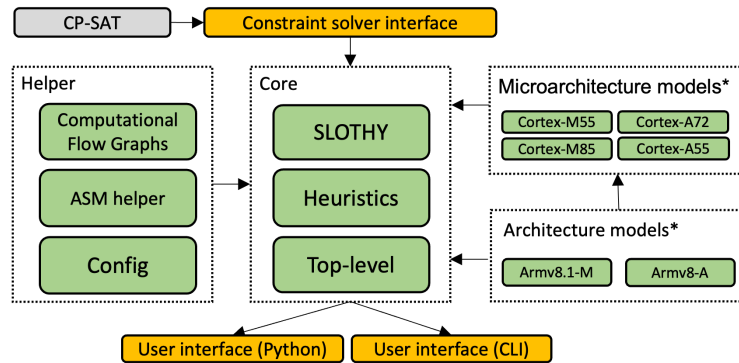 CP-SAT
Constraint solver interface
Helper
Computational
Flow Graphs
ASM helper
Config
Core
SLOTHY
Heuristics
Top-level
Microarchitecture models*
Cortex-M55
Cortex-A72
Cortex-M85
Cortex-A55
Architecture models*
Armv8.1-M
Armv8-A
User interface (Python)
User interface (CLI)